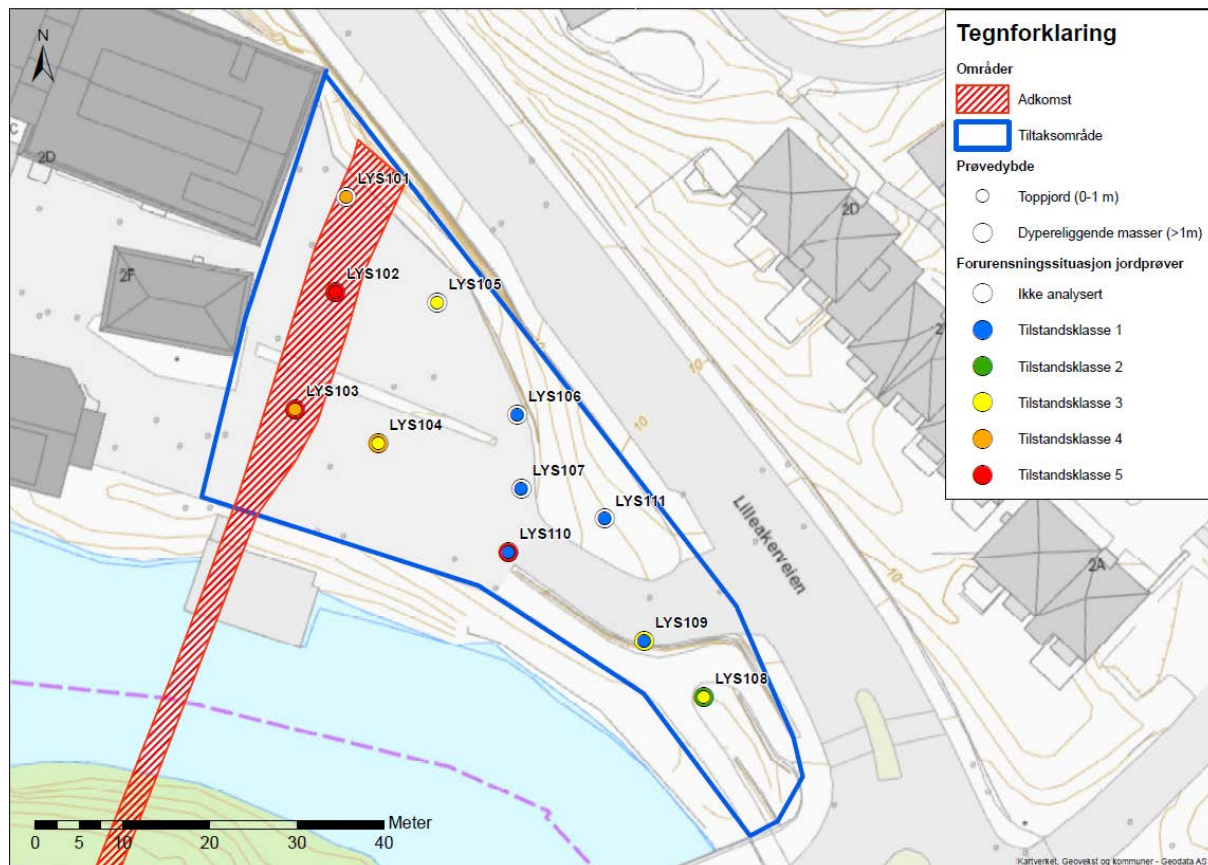 N
Tegnforklaring
Områder
Adkomst
Tiltaksområde
Prøvedybde
Toppjord (0-1 m)
Dypereliggende masser (>1m)
Forurensningssituasjon jordprøver
Ikke analysert
Tilstandsklasse 1
Tilstandsklasse 2
Tilstandsklasse 3
Tilstandsklasse 4
Tilstandsklasse 5
C
2D
2F
2D
2A
LYS101
LYS102
LYS105
LYS103
LYS104
LYS106
LYS107
LYS111
LYS110
LYS109
LYS108
10
10
10
10
Lilleakerveien
Meter
0 5 10 20 30 40
Kartverket, Geovekst og kommuner - Geodata AS